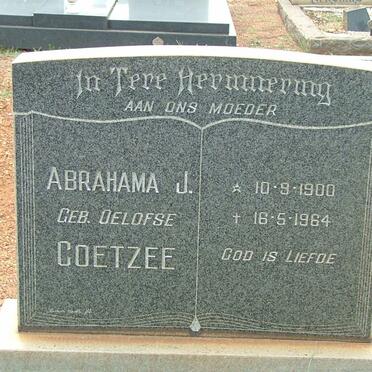 In Tere Herinnering
AAN ONS MOEDER
ABRAHAMA J.
GEB. OELOFSE
COETZEE
☆ 10-9-1900
✝ 16-5-1964
GOD IS LIEFDE